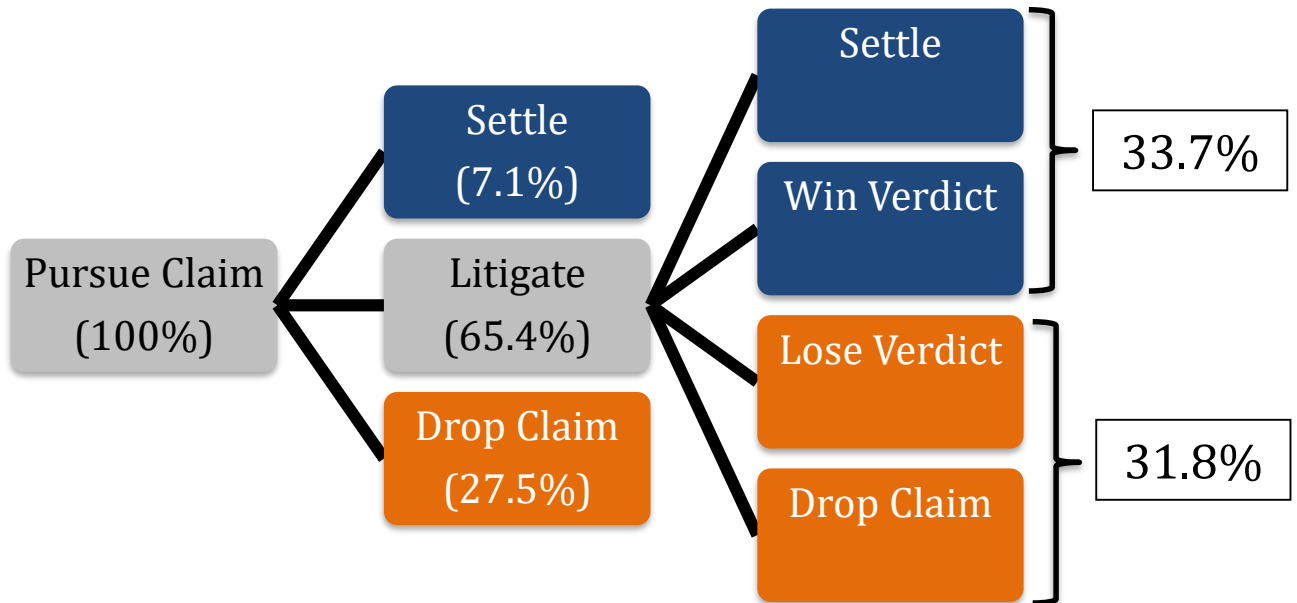 Pursue Claim
(100%)
Settle
(7.1%)
Litigate
(65.4%)
Drop Claim
(27.5%)
Settle
Win Verdict
Lose Verdict
Drop Claim
33.7%
31.8%